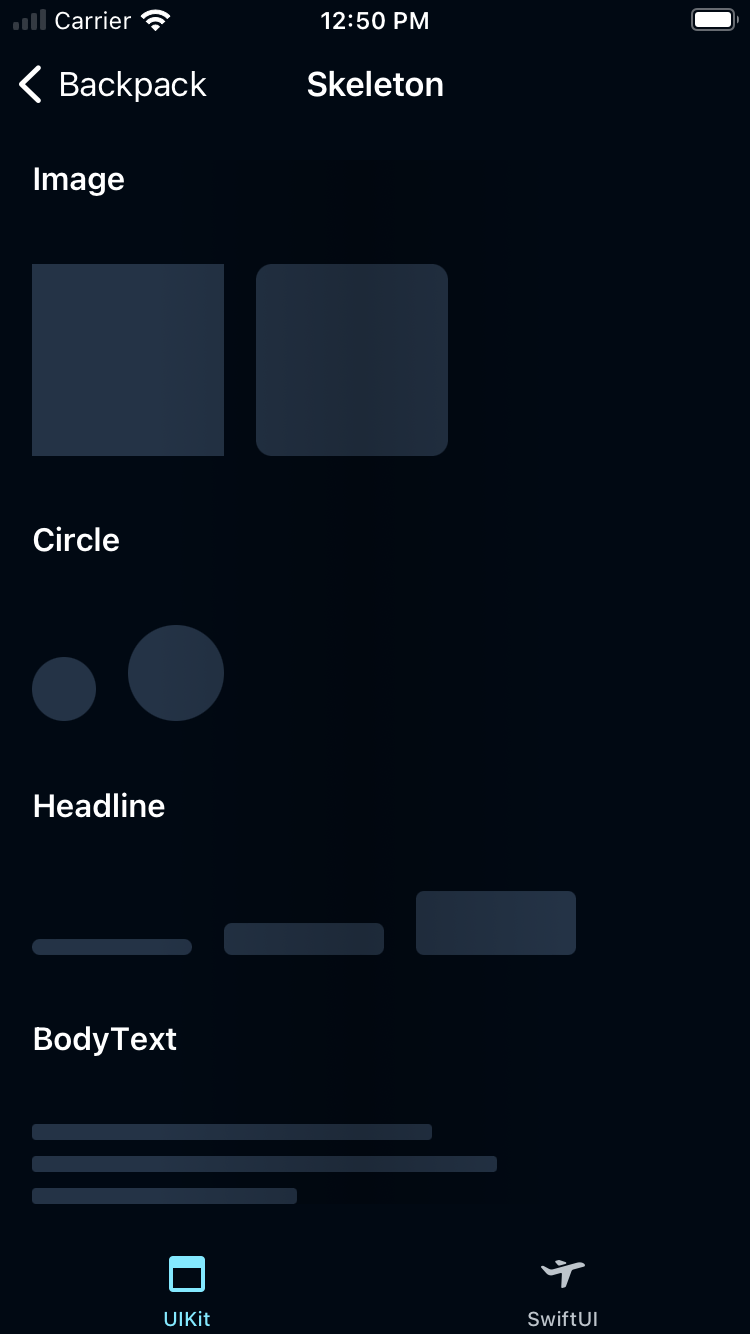 Carrier 12:50 PM
Backpack Skeleton
Image
Circle
Headline
BodyText
UIKit SwiftUI